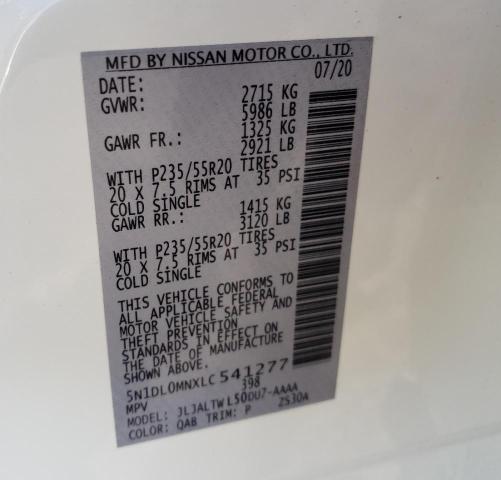 MFD BY NISSAN MOTOR CO., LTD.
DATE: 07/20
GVWR: 2715 KG
5986 LB
GAWR FR.: 1325 KG
2921 LB
WITH P235/55R20 TIRES
20 X 7.5 RIMS AT 35 PSI
COLD SINGLE
GAWR RR.: 1415 KG
3120 LB
WITH P235/55R20 TIRES
20 X 7.5 RIMS AT 35 PSI
COLD SINGLE
THIS VEHICLE CONFORMS TO
ALL APPLICABLE FEDERAL
MOTOR VEHICLE SAFETY AND
THEFT PREVENTION
STANDARDS IN EFFECT ON
THE DATE OF MANUFACTURE
SHOWN ABOVE.
5N1DL0MNXLC541277
MPV 398
MODEL: JLJALTWL50DU7-AAAA
COLOR: QAB TRIM: P 2S30A